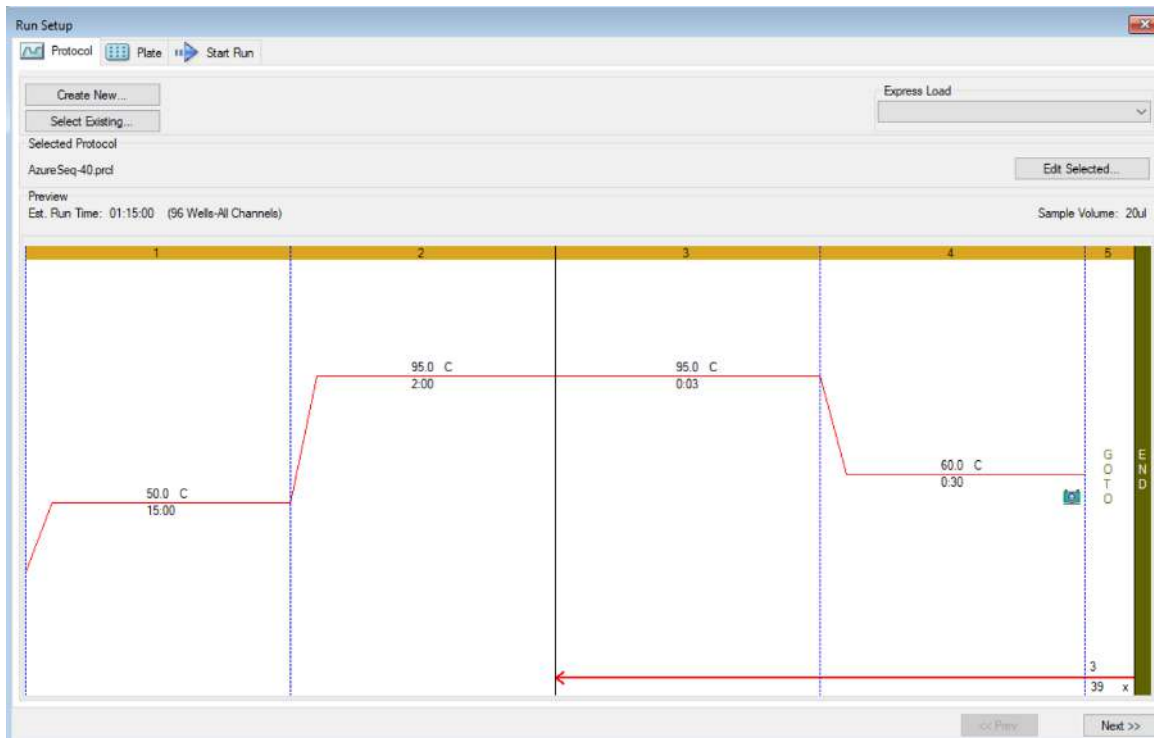 Run Setup
Protocol Plate Start Run
Create New... Express Load
Select Existing...
Selected Protocol
AzureSeq-40.prcl Edit Selected...
Preview
Est. Run Time: 01:15:00 (96 Wells-All Channels) Sample Volume: 20ul
1 2 3 4 5
95.0 C 95.0 C
2:00 0:03
60.0 C
0:30
50.0 C
15:00
GOTO
END
3
39 x
<< Prev Next >>